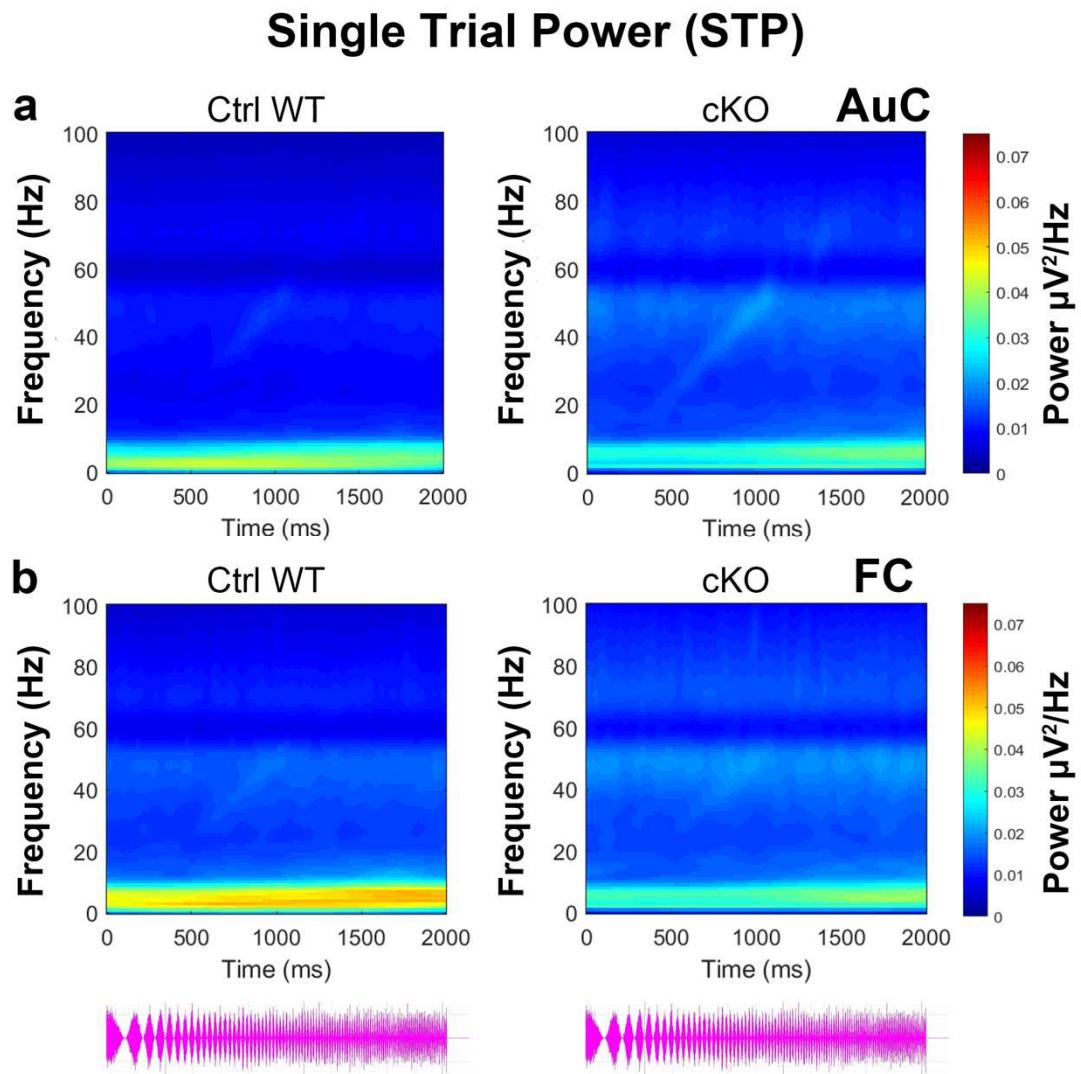 Single Trial Power (STP)
a
Ctrl WT
cKO
AuC
Frequency (Hz)
100
80
60
40
20
0
0 500 1000 1500 2000
Time (ms)
Frequency (Hz)
100
80
60
40
20
0
0 500 1000 1500 2000
Time (ms)
0.07
0.06
0.05
0.04
0.03
0.02
0.01
0
Power µV²/Hz
b
Ctrl WT
cKO
FC
Frequency (Hz)
100
80
60
40
20
0
0 500 1000 1500 2000
Time (ms)
Frequency (Hz)
100
80
60
40
20
0
0 500 1000 1500 2000
Time (ms)
0.07
0.06
0.05
0.04
0.03
0.02
0.01
0
Power µV²/Hz